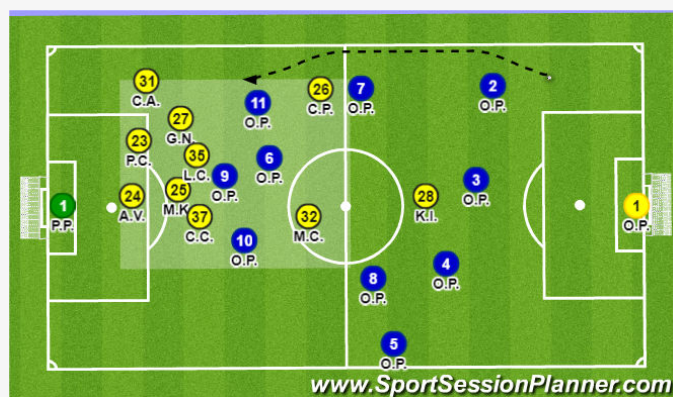 31
C.A.
26
C.P.
7
O.P.
2
O.P.
11
O.P.
27
G.N.
23
P.C.
35
L.C.
6
O.P.
9
O.P.
3
O.P.
1
P.P.
24
A.V.
25
M.K.
37
C.C.
32
M.C.
28
K.I.
1
O.P.
10
O.P.
8
O.P.
4
O.P.
5
O.P.
www.SportSessionPlanner.com